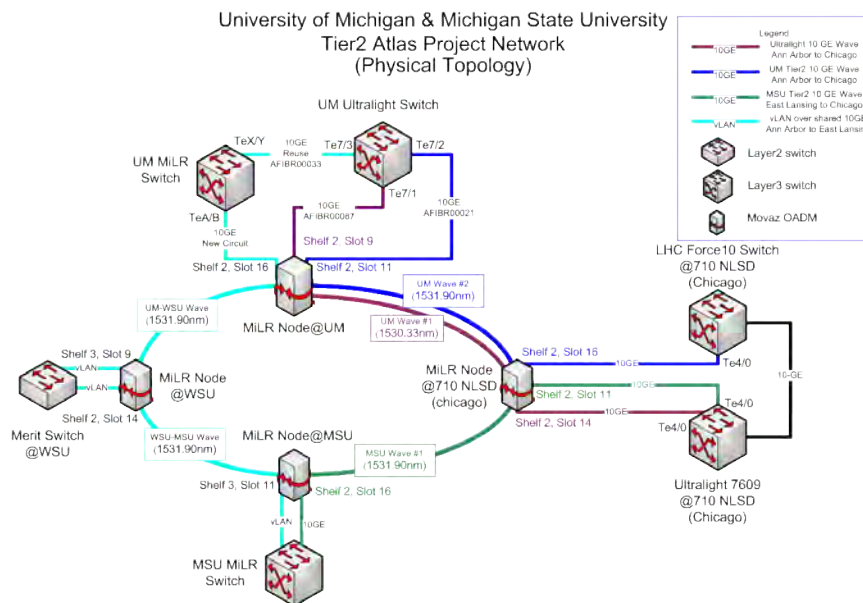 University of Michigan & Michigan State University
Tier2 Atlas Project Network
(Physical Topology)
Legend
10GE
Ultralight 10 GE Wave
Ann Arbor to Chicago
10GE
UM Tier2 10 GE Wave
Ann Arbor to Chicago
10GE
MSU Tier2 10 GE Wave
East Lansing to Chicago
vLAN
vLAN over shared 10GE
Ann Arbor to East Lansing
Layer2 switch
Layer3 switch
Movaz OADM
UM Ultralight Switch
UM MiLR
Switch
TeX/Y
10GE
Reuse
AFIBR00033
Te7/3
Te7/2
Te7/1
10GE
AFIBR00087
10GE
AFIBR00021
TeA/B
10GE
New Circuit
Shelf 2, Slot 9
Shelf 2, Slot 16
Shelf 2, Slot 11
MiLR Node@UM
UM-WSU Wave
(1531.90nm)
UM Wave #2
(1531.90nm)
UM Wave #1
(1530.33nm)
LHC Force10 Switch
@710 NLSD
(Chicago)
Shelf 3, Slot 9
vLAN
vLAN
MiLR Node
@WSU
Shelf 2, Slot 14
Merit Switch
@WSU
MiLR Node
@710 NLSD
(chicago)
Shelf 2, Slot 16
10GE
Te4/0
10-GE
Shelf 2, Slot 11
10GE
Te4/0
10GE
Shelf 2, Slot 14
Te4/0
Ultralight 7609
@710 NLSD
(Chicago)
WSU-MSU Wave
(1531.90nm)
MiLR Node@MSU
MSU Wave #1
(1531.90nm)
Shelf 3, Slot 11
Shelf 2, Slot 16
vLAN
10GE
MSU MiLR
Switch